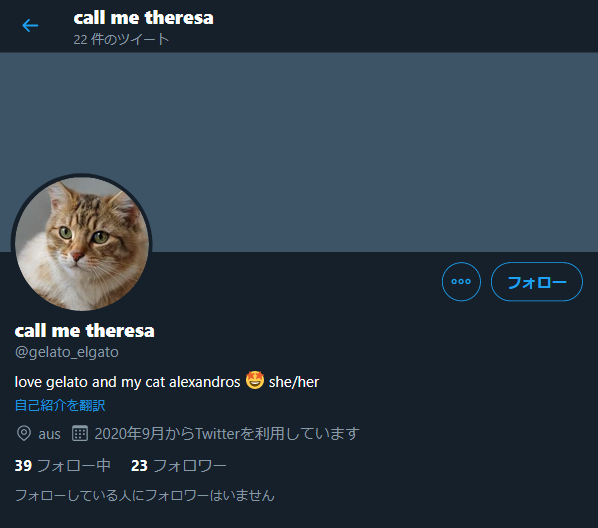 call me theresa
22 件のツイート
フォロー
call me theresa
@gelato_elgato
love gelato and my cat alexandros 🤩 she/her
自己紹介を翻訳
aus 2020年9月からTwitterを利用しています
39 フォロー中 23 フォロワー
フォローしている人にフォロワーはいません